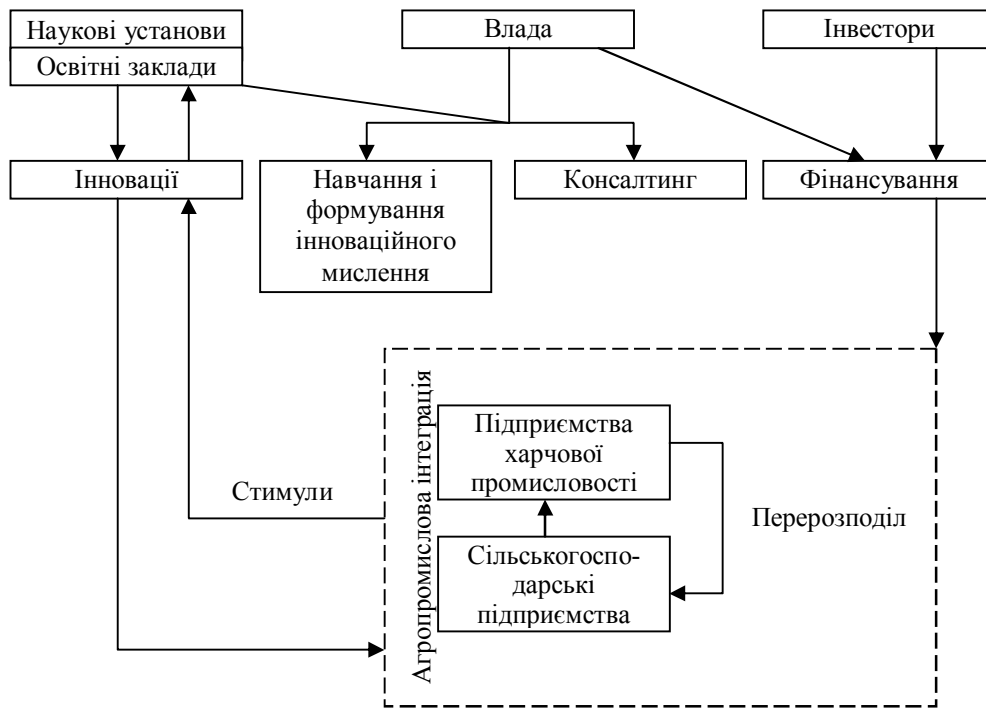 Наукові установи
Освітні заклади
Влада
Інвестори
Інновації
Навчання і
формування
інноваційного
мислення
Консалтинг
Фінансування
Агропромислова інтеграція
Підприємства
харчової
промисловості
Стимули
Перерозподіл
Сільськогоспо-
дарські
підприємства